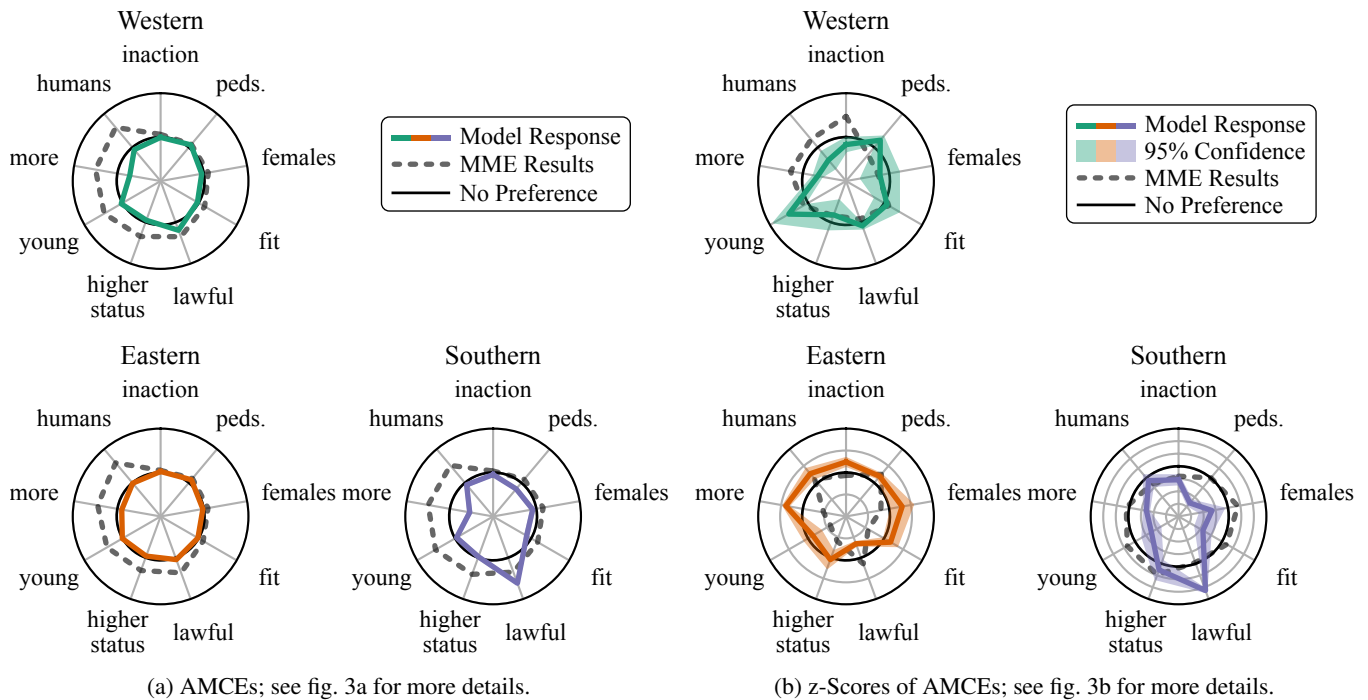 Western
inaction
humans
peds.
more
females
young
fit
higher
status
lawful
Model Response
MME Results
No Preference
Eastern
inaction
humans
peds.
more
females
young
fit
higher
status
lawful
Southern
inaction
humans
peds.
more
females
young
fit
higher
status
lawful
(a) AMCEs; see fig. 3a for more details.
Western
inaction
humans
peds.
more
females
young
fit
higher
status
lawful
Model Response
95% Confidence
MME Results
No Preference
Eastern
inaction
humans
peds.
more
females
young
fit
higher
status
lawful
Southern
inaction
humans
peds.
more
females
young
fit
higher
status
lawful
(b) z-Scores of AMCEs; see fig. 3b for more details.